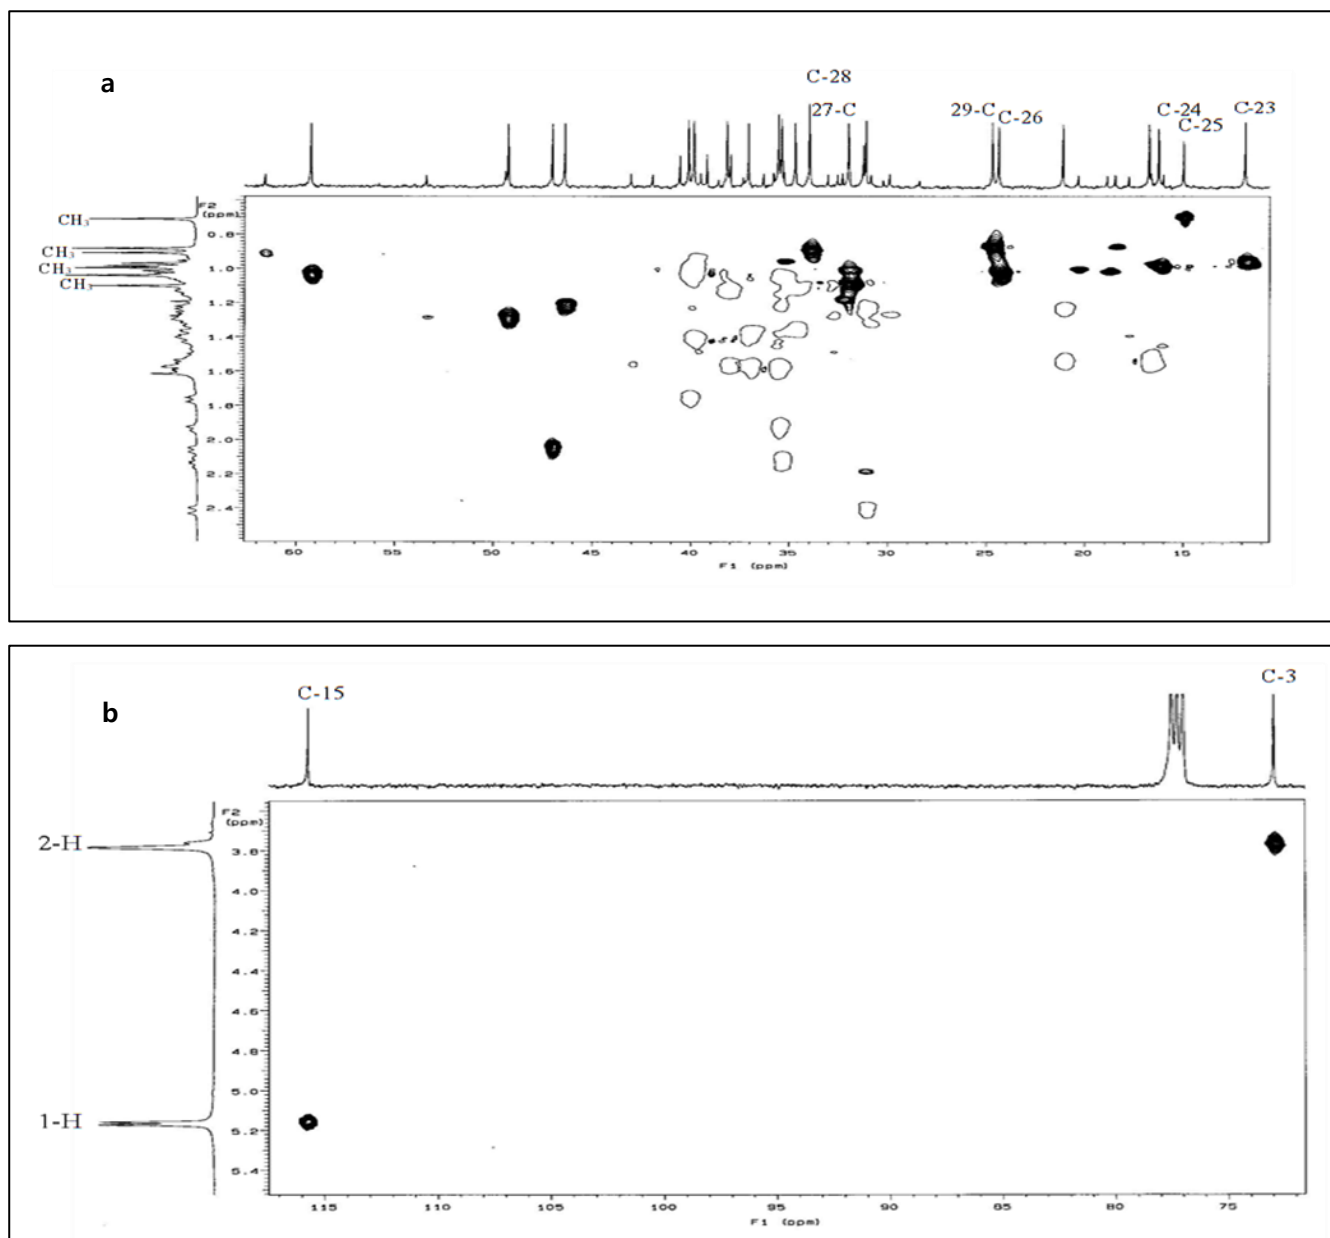 a
C-28
27-C
29-C
C-26
C-24
C-25
C-23
F2
(ppm)
CH₃
CH₃
CH₃
CH₃
0.8
1.0
1.2
1.4
1.6
1.8
2.0
2.2
2.4
60 55 50 45 40 35 30 25 20 15
F1 (ppm)
b
C-15
C-3
F2
(ppm)
2-H
1-H
3.8
4.0
4.2
4.4
4.6
4.8
5.0
5.2
5.4
115 110 105 100 95 90 85 80 75
F1 (ppm)